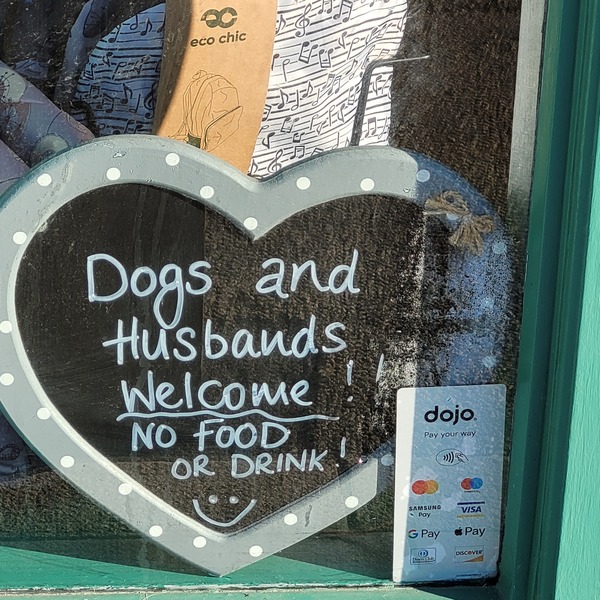 eco chic
Dogs and
Husbands
Welcome!!
NO FOOD
OR DRINK!
dojo
Pay your way
SAMSUNG
Pay
VISA
G Pay
Pay
DISCOVER